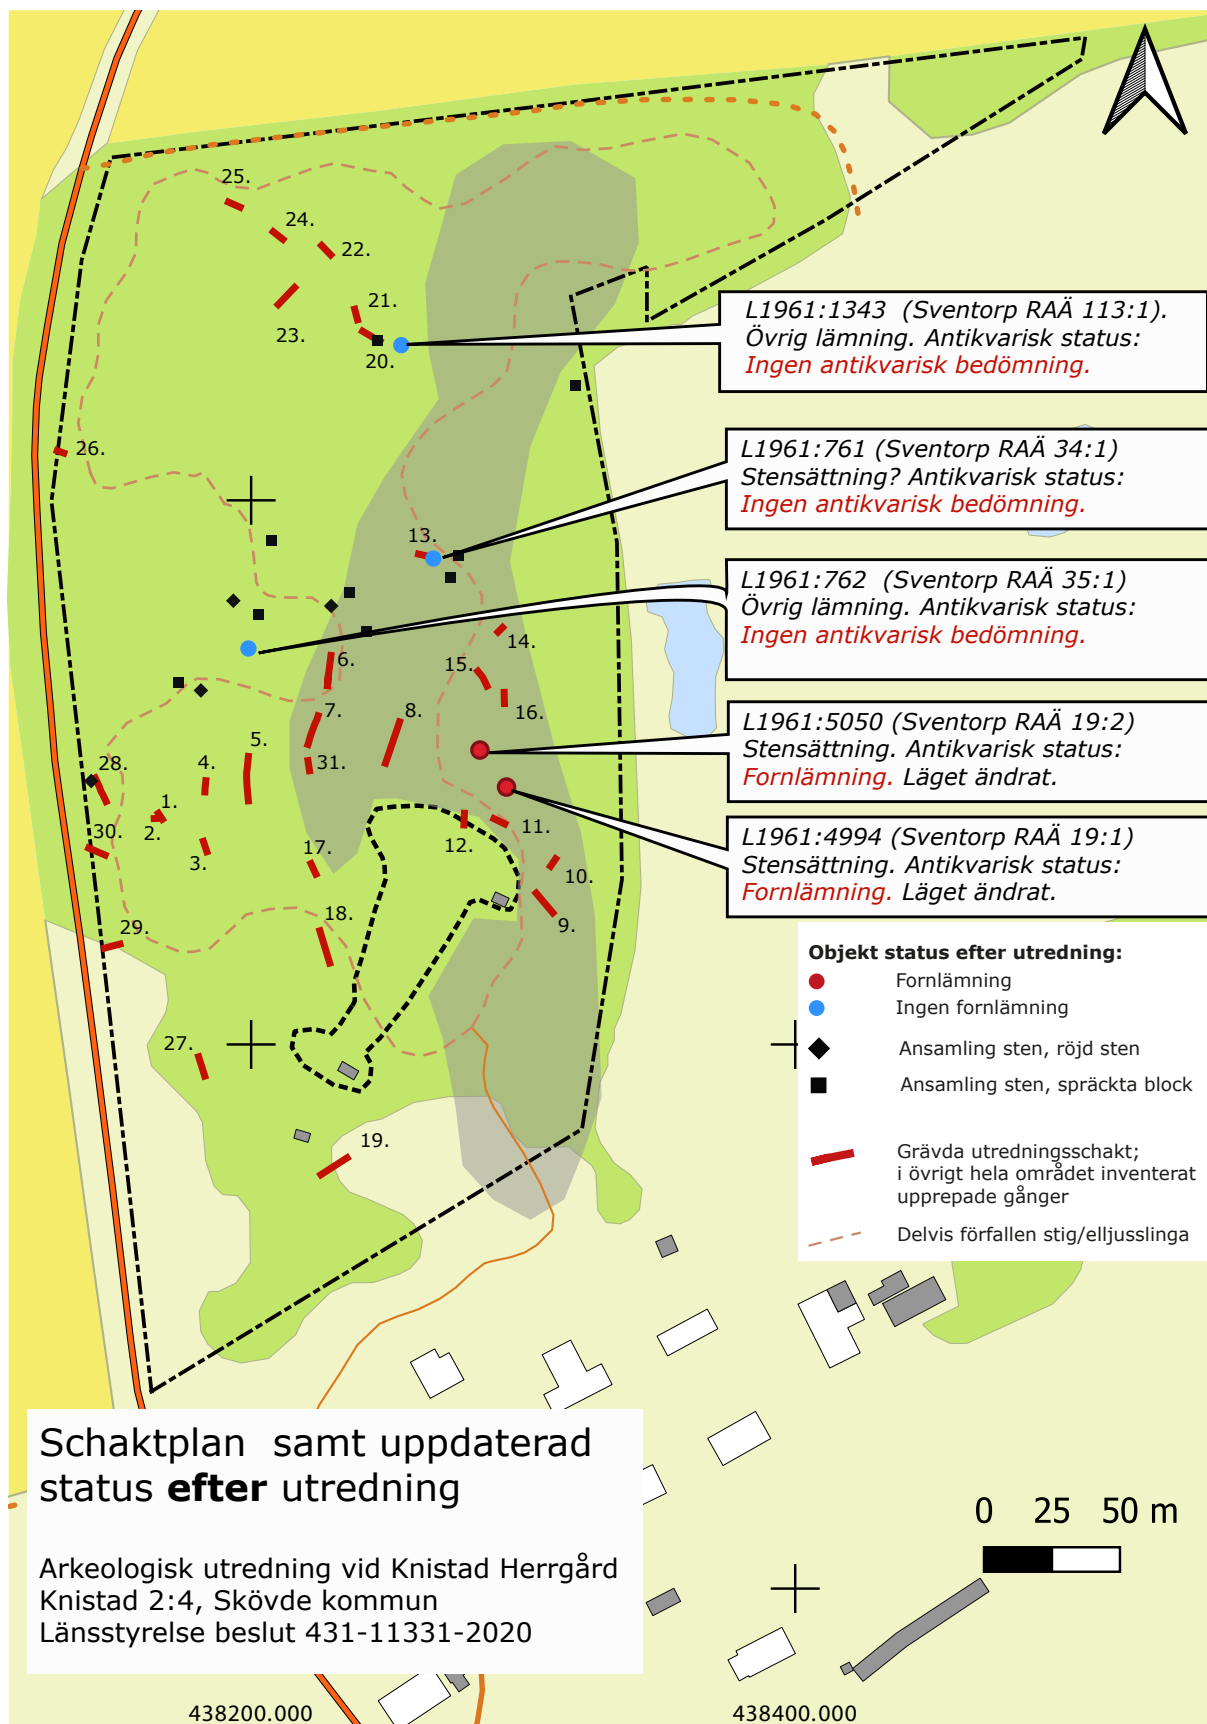 25.
24.
22.
21.
23.
20.
L1961:1343 (Sventorp RAÄ 113:1).
Övrig lämning. Antikvarisk status:
Ingen antikvarisk bedömning.
26.
L1961:761 (Sventorp RAÄ 34:1)
Stensättning? Antikvarisk status:
Ingen antikvarisk bedömning.
13.
L1961:762 (Sventorp RAÄ 35:1)
Övrig lämning. Antikvarisk status:
Ingen antikvarisk bedömning.
14.
6.
15.
7.
8.
16.
5.
28.
4.
31.
L1961:5050 (Sventorp RAÄ 19:2)
Stensättning. Antikvarisk status:
Fornlämning. Läget ändrat.
1.
30.
2.
11.
12.
3.
17.
10.
L1961:4994 (Sventorp RAÄ 19:1)
Stensättning. Antikvarisk status:
Fornlämning. Läget ändrat.
18.
9.
29.
27.
19.
Objekt status efter utredning:
Fornlämning
Ingen fornlämning
Ansamling sten, röjd sten
Ansamling sten, spräckta block
Grävda utredningsschakt;
i övrigt hela området inventerat
upprepade gånger
Delvis förfallen stig/elljusslinga
Schaktplan samt uppdaterad
status efter utredning
Arkeologisk utredning vid Knistad Herrgård
Knistad 2:4, Skövde kommun
Länsstyrelse beslut 431-11331-2020
0 25 50 m
438200.000
438400.000